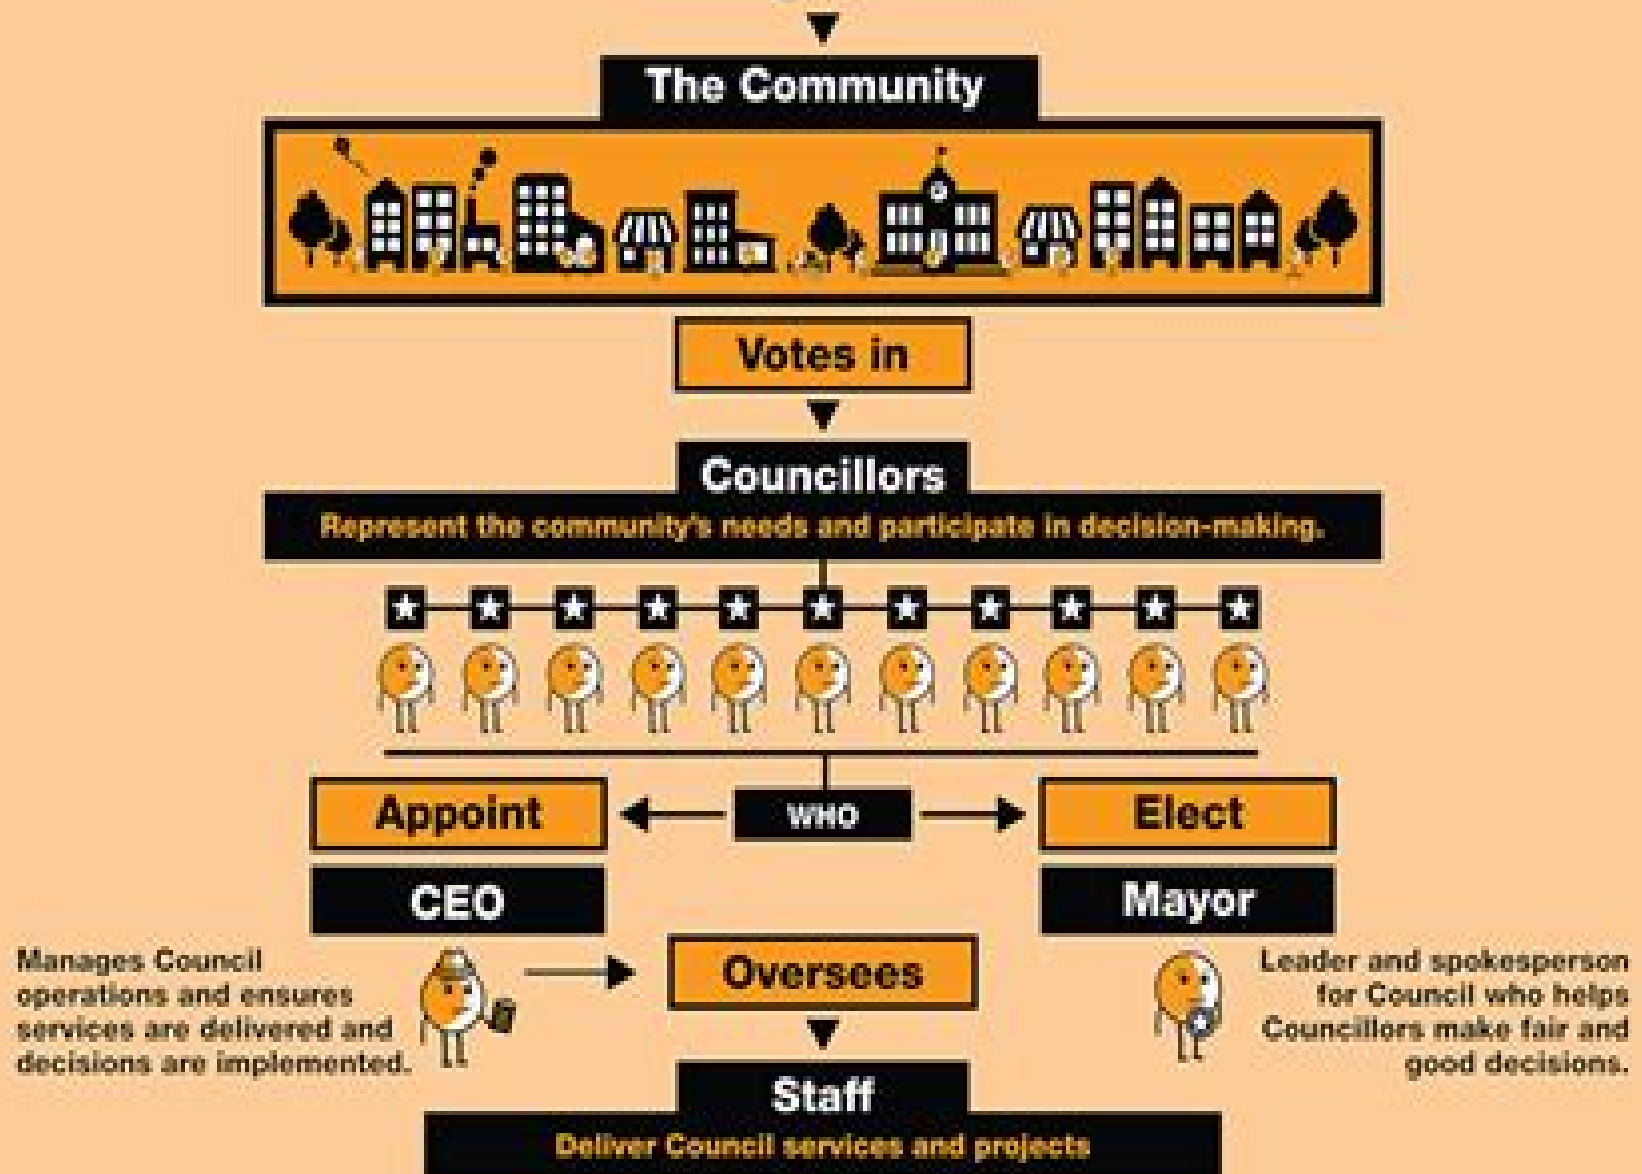 The Community
Votes in
Councillors
Represent the community's needs and participate in decision-making.
Appoint
WHO
Elect
CEO
Mayor
Manages Council
operations and ensures
services are delivered and
decisions are implemented.
Oversees
Leader and spokesperson
for Council who helps
Councillors make fair and
good decisions.
Staff
Deliver Council services and projects